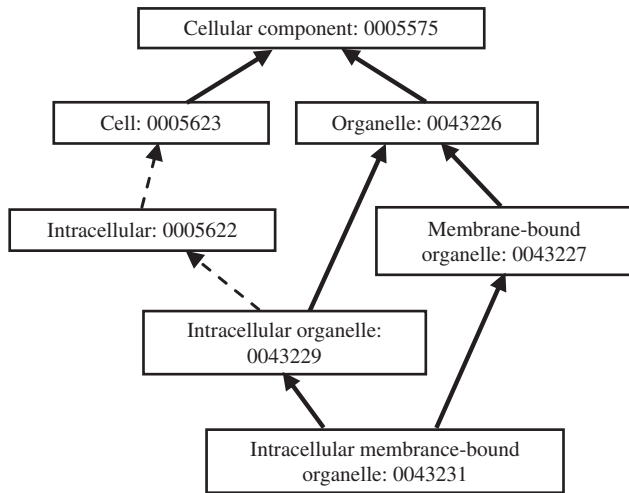 Cellular component: 0005575
Cell: 0005623
Organelle: 0043226
Intracellular: 0005622
Membrane-bound
organelle: 0043227
Intracellular organelle:
0043229
Intracellular membrance-bound
organelle: 0043231